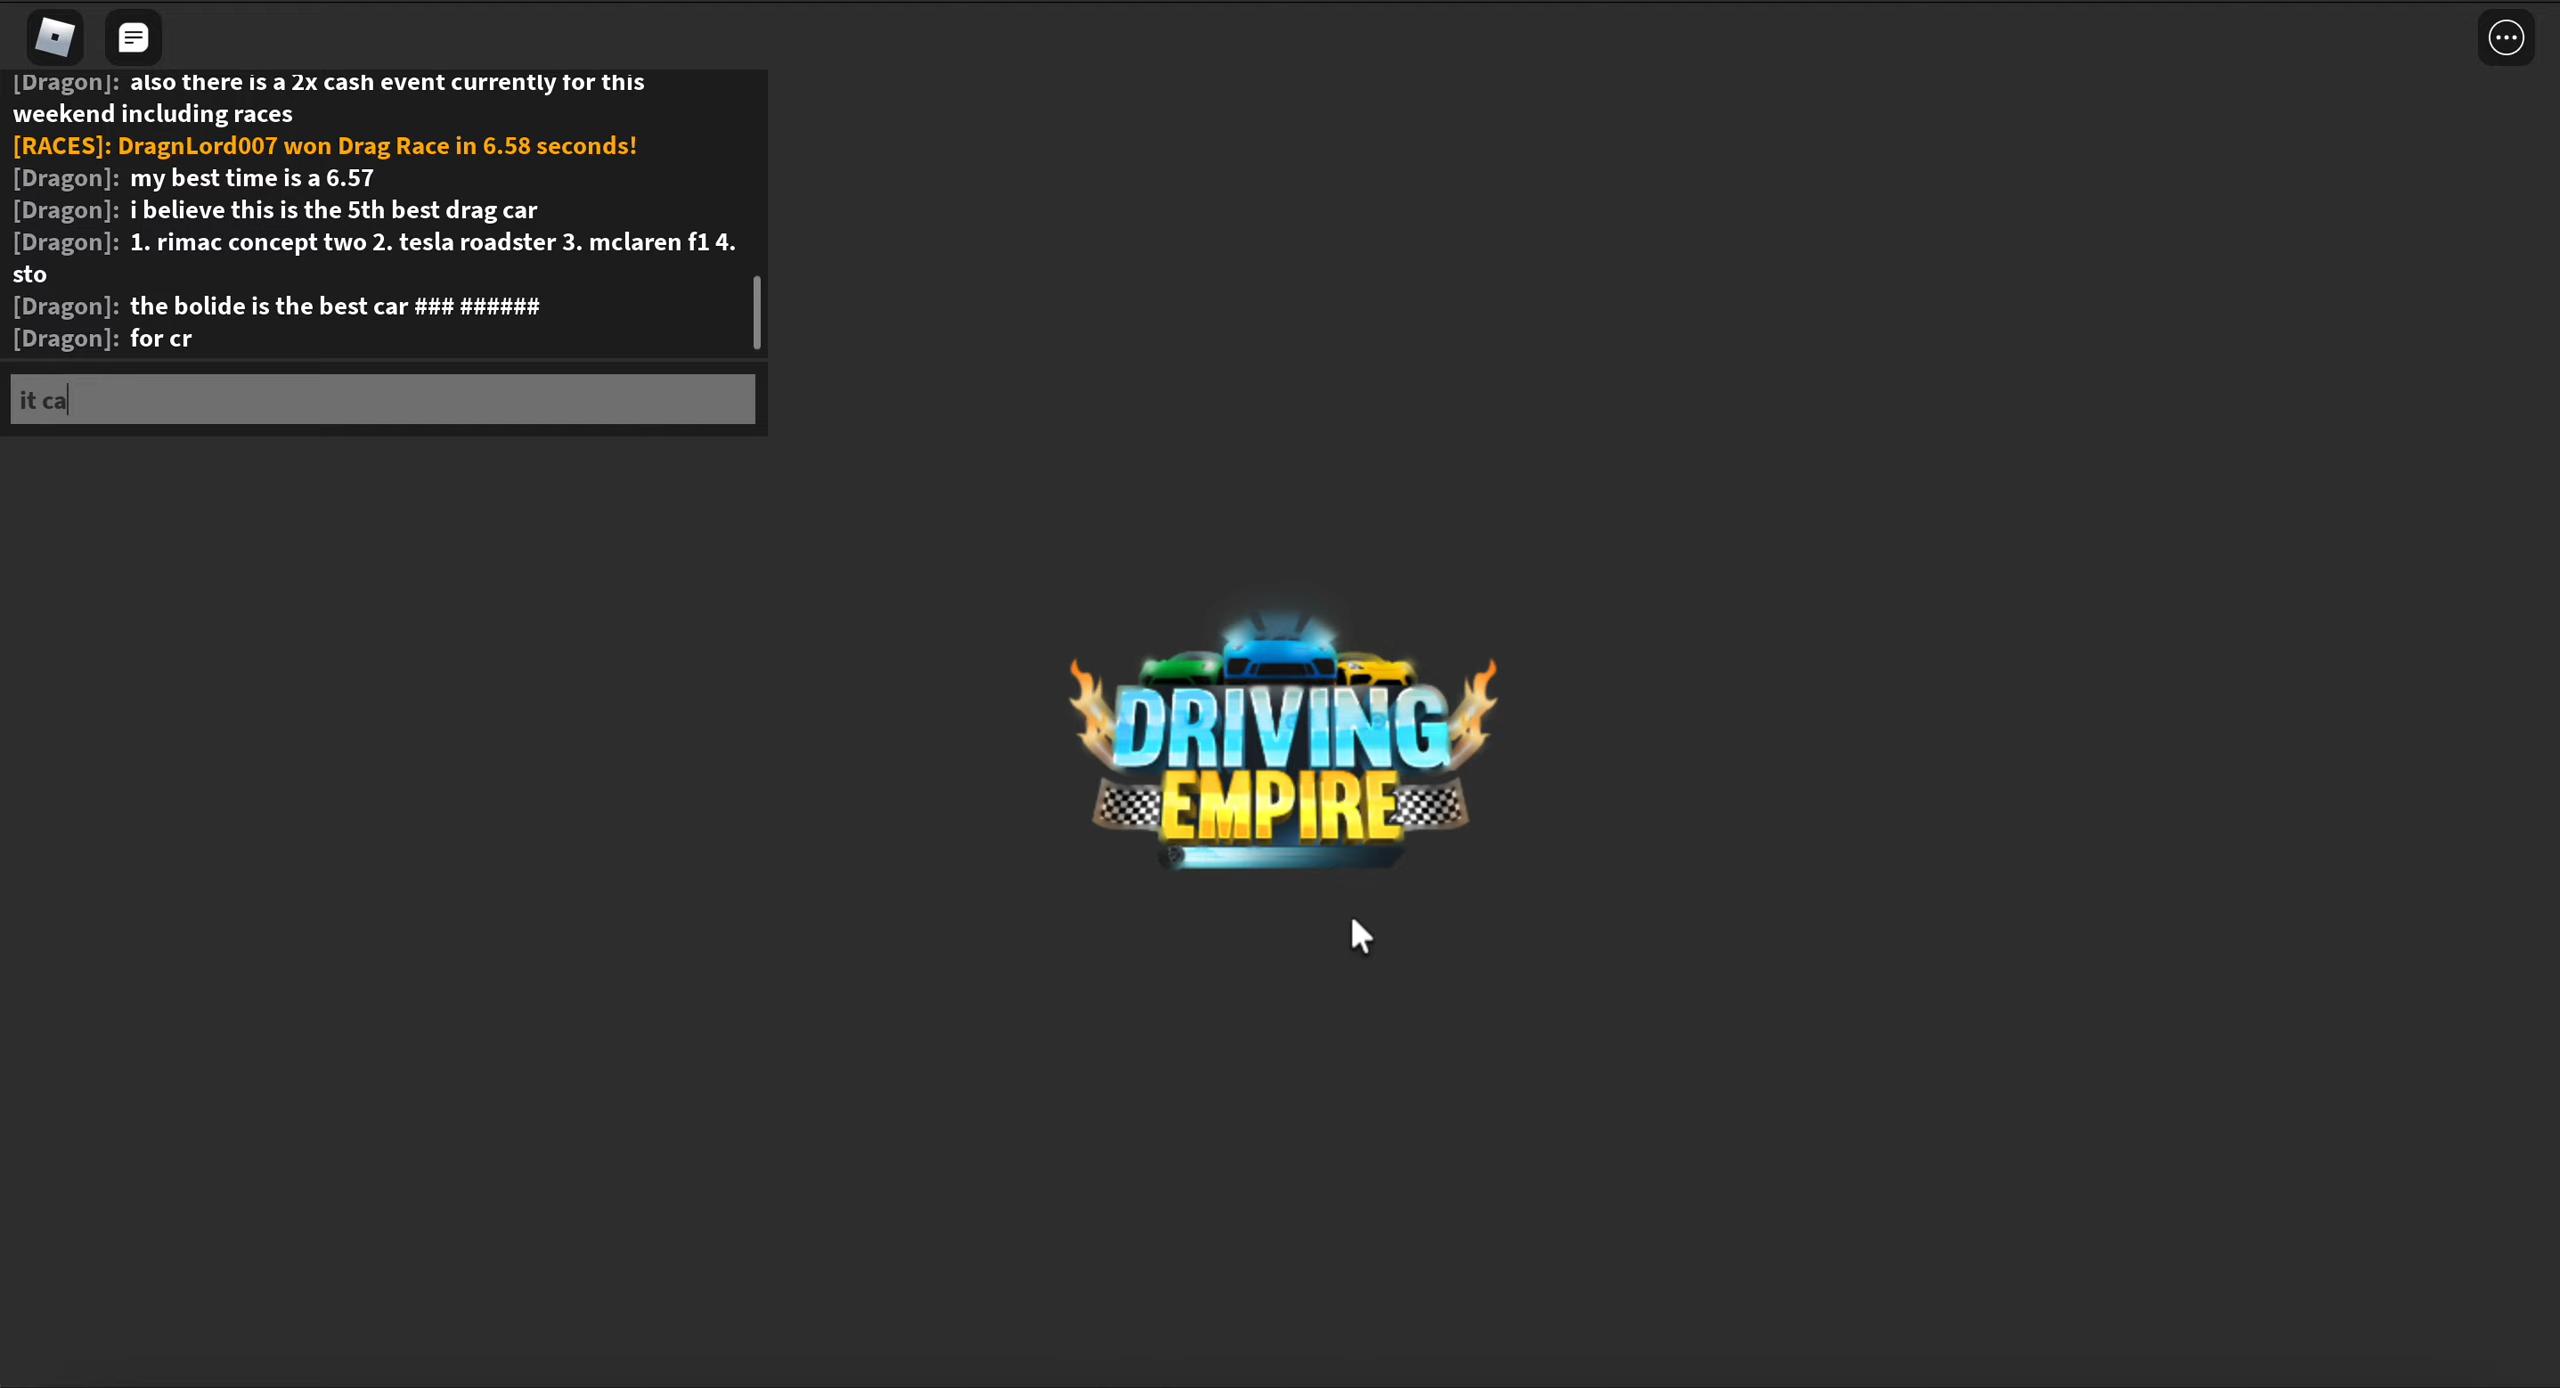 [Dragon]: also there is a 2x cash event currently for this
weekend including races
[RACES]: DragnLord007 won Drag Race in 6.58 seconds!
[Dragon]: my best time is a 6.57
[Dragon]: i believe this is the 5th best drag car
[Dragon]: 1. rimac concept two 2. tesla roadster 3. mclaren f1 4.
sto
[Dragon]: the bolide is the best car ### ######
[Dragon]: for cr
it ca
DRIVING
EMPIRE